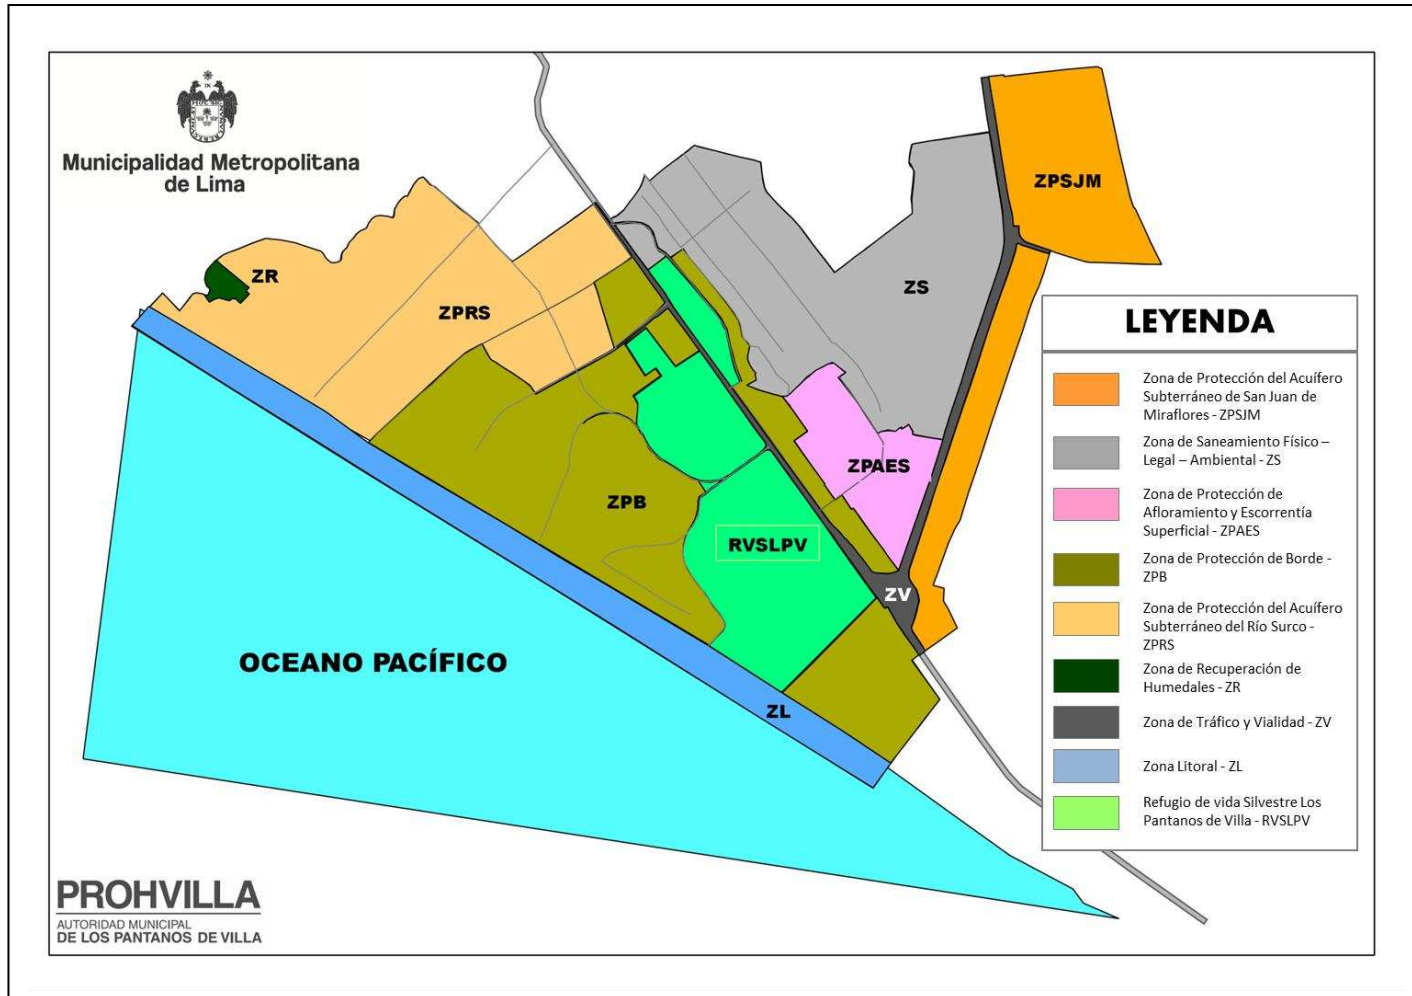 Municipalidad Metropolitana
de Lima
ZPSJM
ZR
ZPRS
ZS
ZPAES
ZPB
RVSLPV
ZV
OCEANO PACÍFICO
ZL
LEYENDA
Zona de Protección del Acuífero
Subterráneo de San Juan de
Miraflores - ZPSJM
Zona de Saneamiento Físico –
Legal – Ambiental - ZS
Zona de Protección de
Afloramiento y Escorrentía
Superficial - ZPAES
Zona de Protección de Borde -
ZPB
Zona de Protección del Acuífero
Subterráneo del Río Surco -
ZPRS
Zona de Recuperación de
Humedales - ZR
Zona de Tráfico y Vialidad - ZV
Zona Litoral - ZL
Refugio de vida Silvestre Los
Pantanos de Villa - RVSLPV
PROHVILLA
AUTORIDAD MUNICIPAL
DE LOS PANTANOS DE VILLA